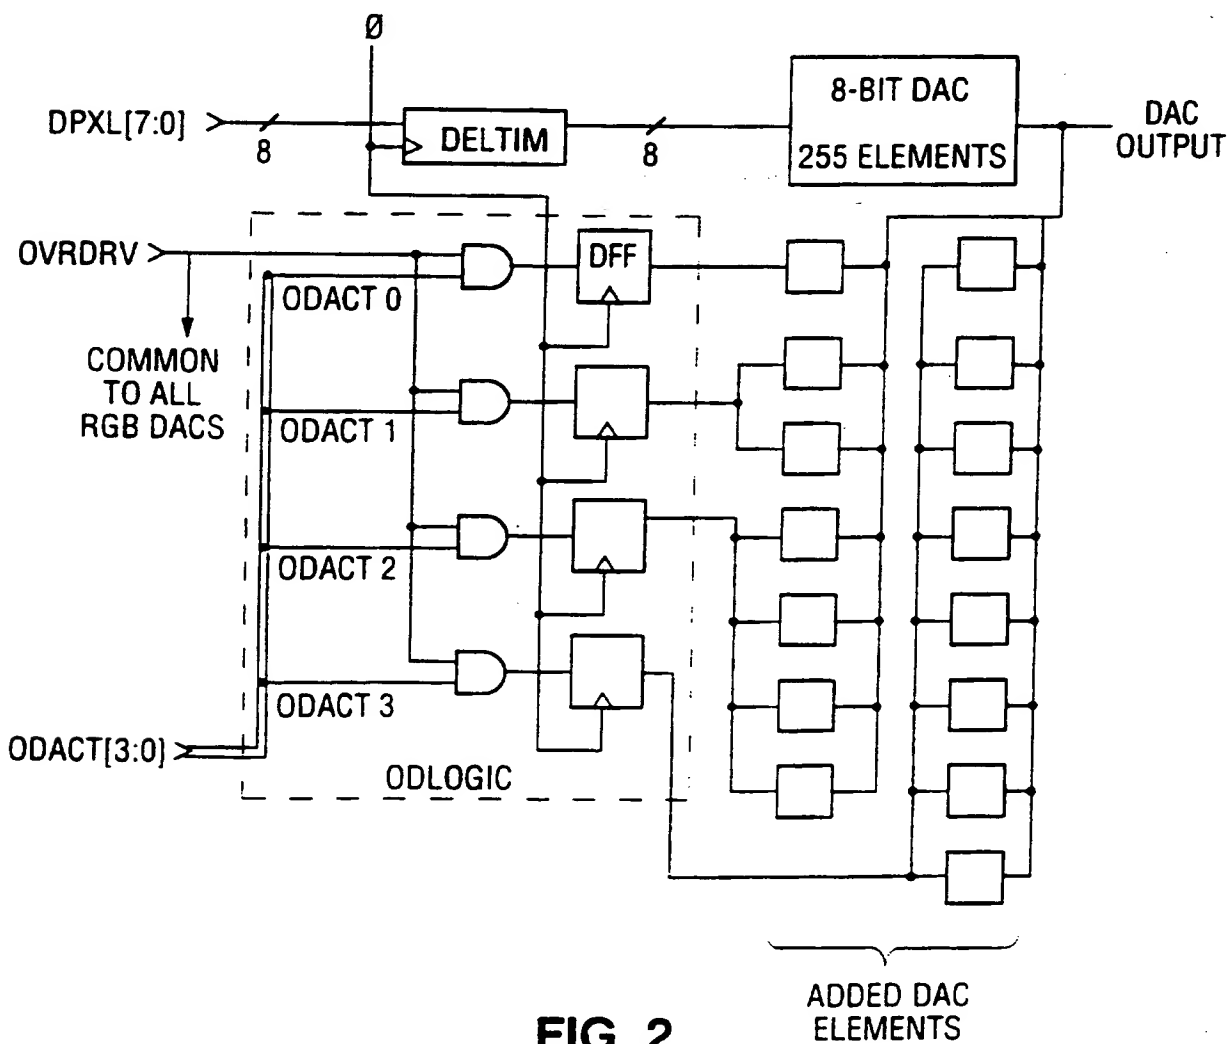 Ø
DPXL[7:0]
8
DELTIM
8
8-BIT DAC
255 ELEMENTS
DAC
OUTPUT
OVRDRV
DFF
ODACT 0
COMMON
TO ALL
RGB DACS
ODACT 1
ODACT 2
ODACT 3
ODACT[3:0]
ODLOGIC
ADDED DAC
ELEMENTS
FIG. 2